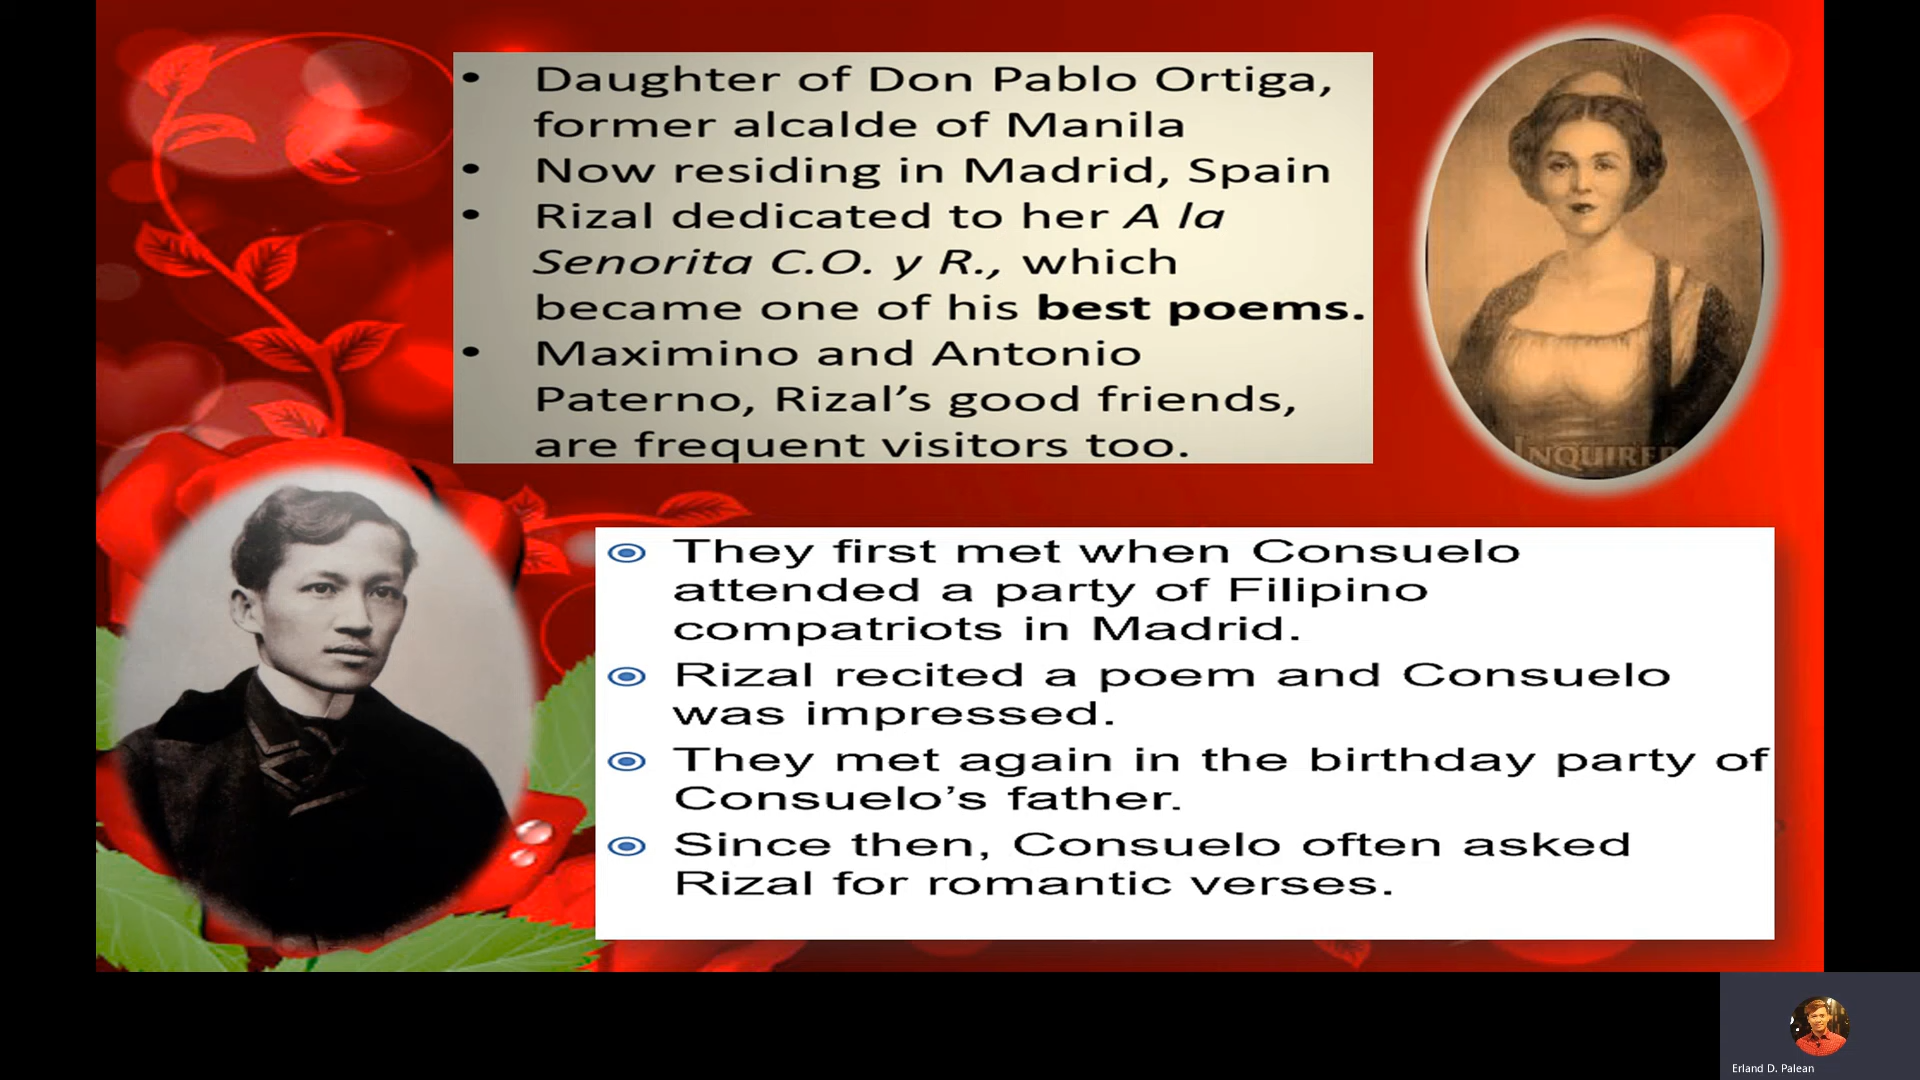 • Daughter of Don Pablo Ortiga,
former alcalde of Manila
• Now residing in Madrid, Spain
• Rizal dedicated to her A la
Senorita C.O. y R., which
became one of his best poems.
• Maximino and Antonio
Paterno, Rizal’s good friends,
are frequent visitors too.
INQUIRER
They first met when Consuelo
attended a party of Filipino
compatriots in Madrid.
Rizal recited a poem and Consuelo
was impressed.
They met again in the birthday party of
Consuelo’s father.
Since then, Consuelo often asked
Rizal for romantic verses.
Erland D. Palean